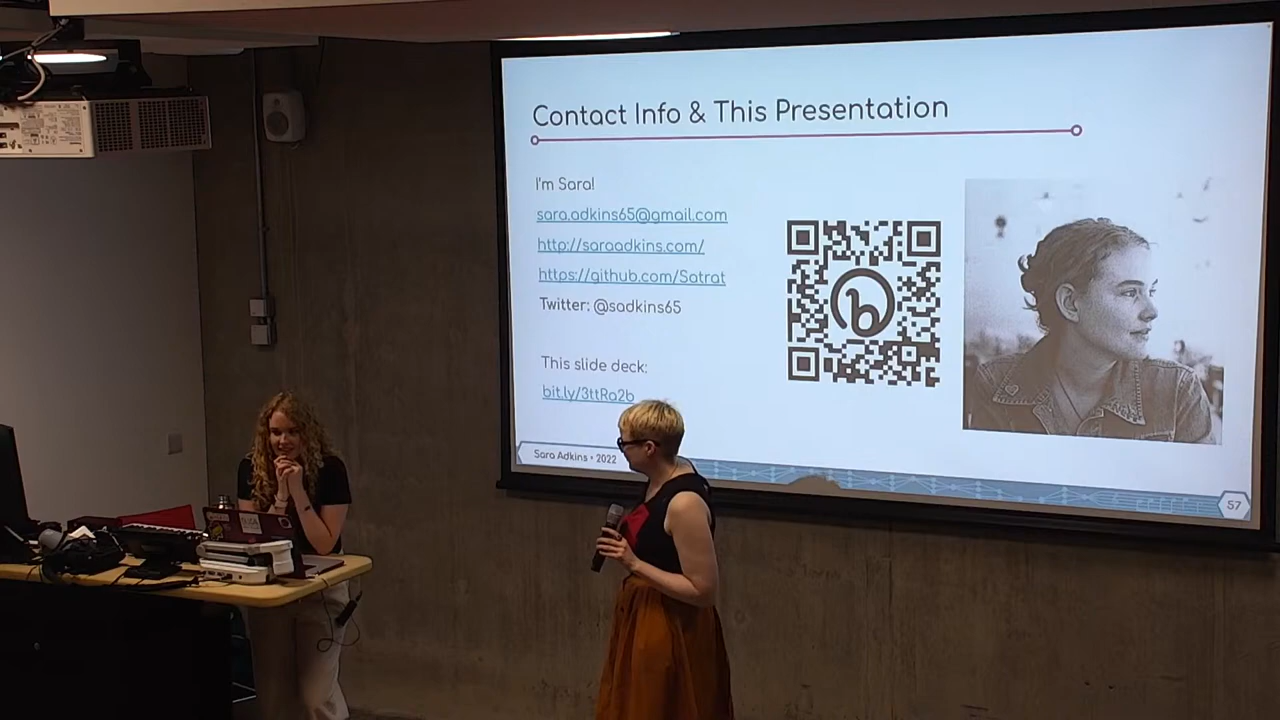 Contact Info & This Presentation
I'm Sara!
sara.adkins65@gmail.com
http://saraadkins.com/
https://github.com/Satrat
Twitter: @sadkins65
This slide deck:
bit.ly/3ttRa2b
Sara Adkins • 2022
57